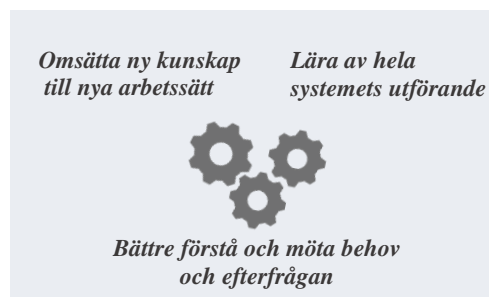 Omsätta ny kunskap
till nya arbetssätt
Lära av hela
systemets utförande
Bättre förstå och möta behov
och efterfrågan